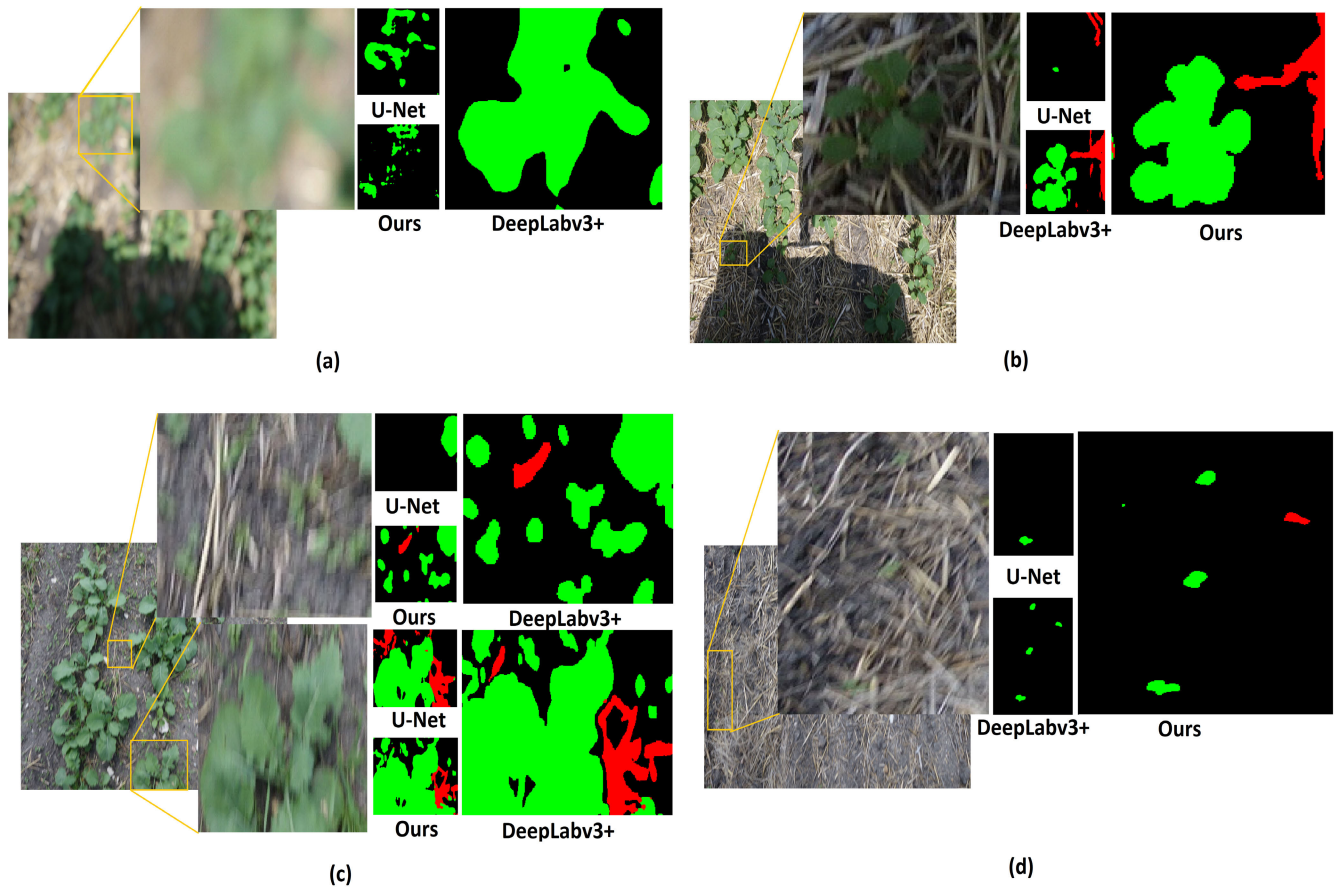 U-Net
Ours
DeepLabv3+
(a)
U-Net
DeepLabv3+
Ours
(b)
U-Net
Ours
DeepLabv3+
U-Net
Ours
DeepLabv3+
(c)
U-Net
DeepLabv3+
Ours
(d)